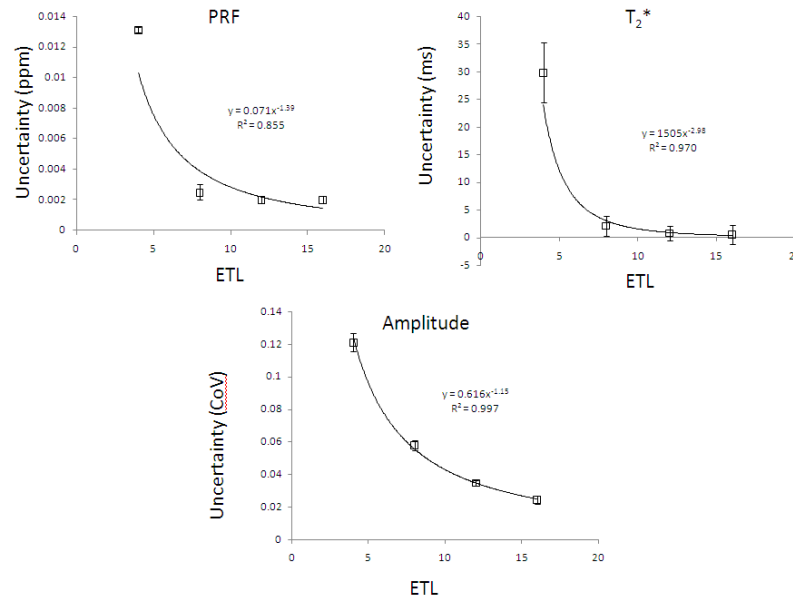 PRF
Uncertainty (ppm)
0.014
0.012
0.01
0.008
0.006
0.004
0.002
0
y = 0.071x^-1.39
R² = 0.855
0
5
10
15
20
ETL
T₂*
Uncertainty (ms)
40
35
30
25
20
15
10
5
0
-5
y = 1505x^-2.98
R² = 0.970
0
5
10
15
20
ETL
Amplitude
Uncertainty (CoV)
0.14
0.12
0.1
0.08
0.06
0.04
0.02
0
y = 0.616x^-1.15
R² = 0.997
0
5
10
15
20
ETL